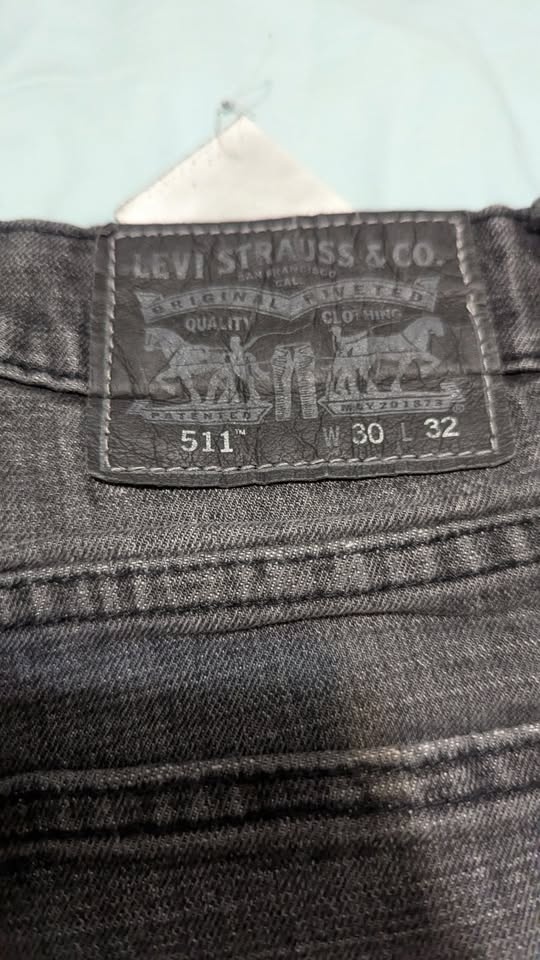 LEVI STRAUSS & CO.
SAN FRANCISCO
CAL.
ORIGINAL RIVETED
QUALITY CLOTHING
PATENTED MAY 20 1873
511™ W 30 L 32